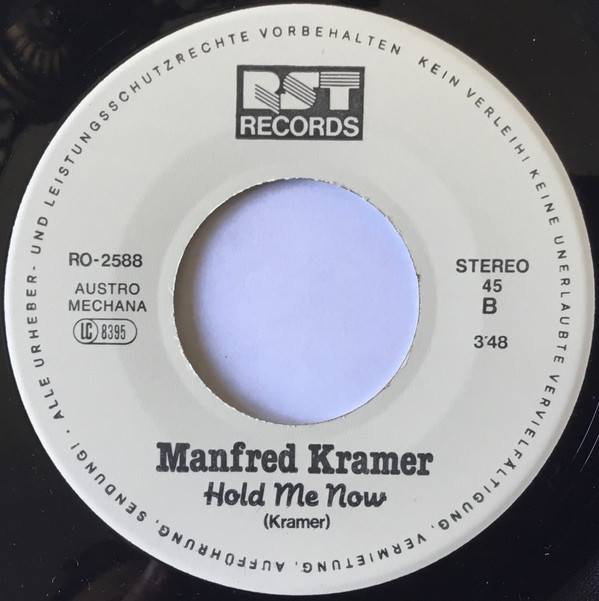 ALLE URHEBER- UND LEISTUNGSSCHUTZRECHTE VORBEHALTEN KEIN VERLEIH! KEINE UNERLAUBTE VERVIELFÄLTIGUNG, VERMIETUNG, AUFFÜHRUNG, SENDUNG!
RST
RECORDS
RO-2588
AUSTRO
MECHANA
LC 8395
STEREO
45
B
3'48
Manfred Kramer
Hold Me Now
(Kramer)